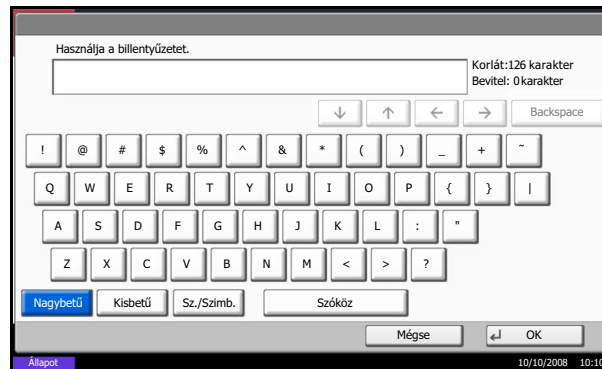 Használja a billentyűzetet.
Korlát:126 karakter
Bevitel: 0karakter
↓ ↑ ← → Backspace
! @ # $ % ^ & * ( ) _ + ~
Q W E R T Y U I O P { } |
A S D F G H J K L : "
Z X C V B N M < > ?
Nagybetű Kisbetű Sz./Szimb. Szóköz
Mégse OK
Állapot 10/10/2008 10:10